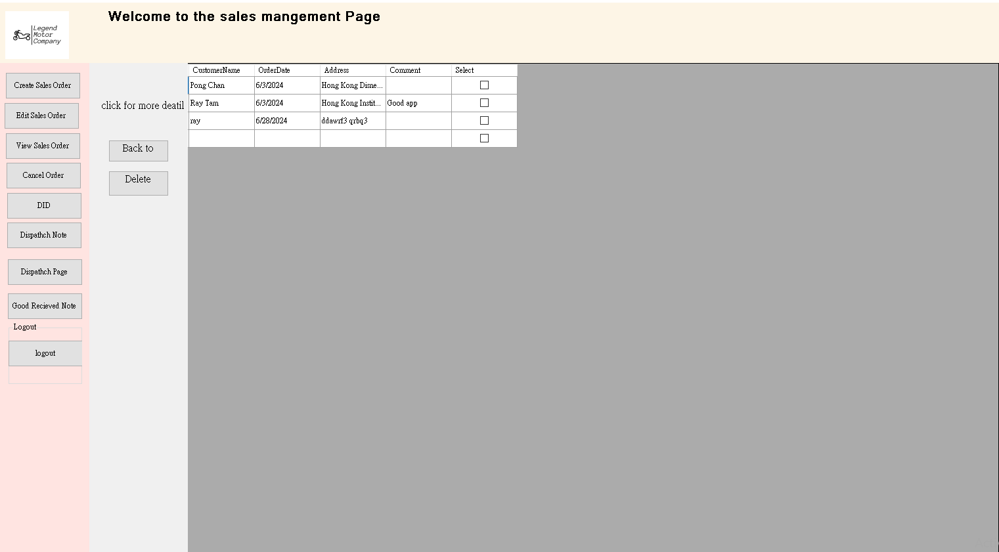 Welcome to the sales mangement Page
Legend
Motor
Company
Create Sales Order
Edit Sales Order
View Sales Order
Cancel Order
DID
Dispathch Note
Dispathch Page
Good Recieved Note
Logout
logout
click for more deatil
Back to
Delete
CustomerName OrderDate Address Comment Select
Pong Chan 6/3/2024 Hong Kong Disne...
Ray Tam 6/3/2024 Hong Kong Instit... Good app
ray 6/28/2024 ddawrf3 qrbq3